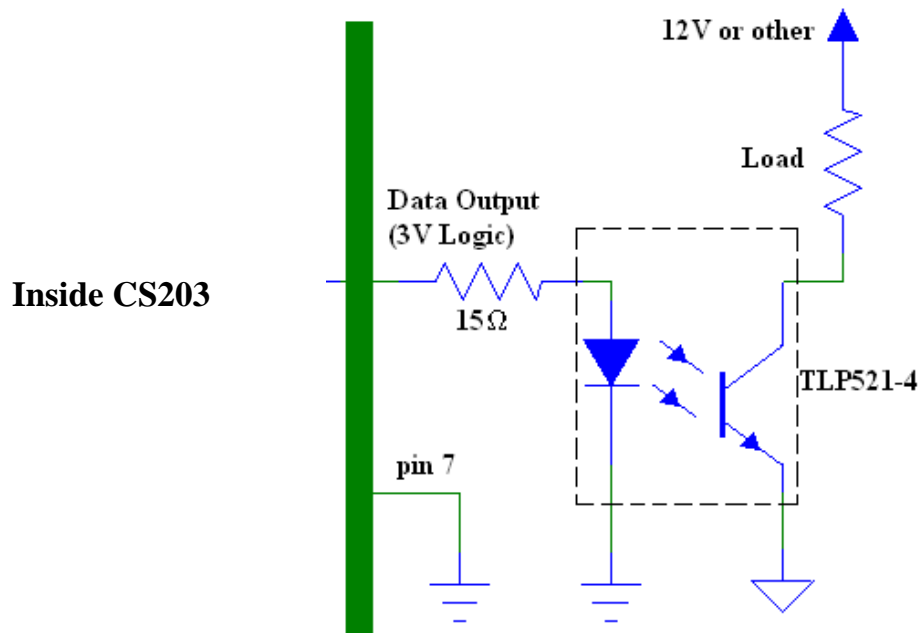 12V or other
Load
Data Output
(3V Logic)
Inside CS203
15Ω
TLP521-4
pin 7